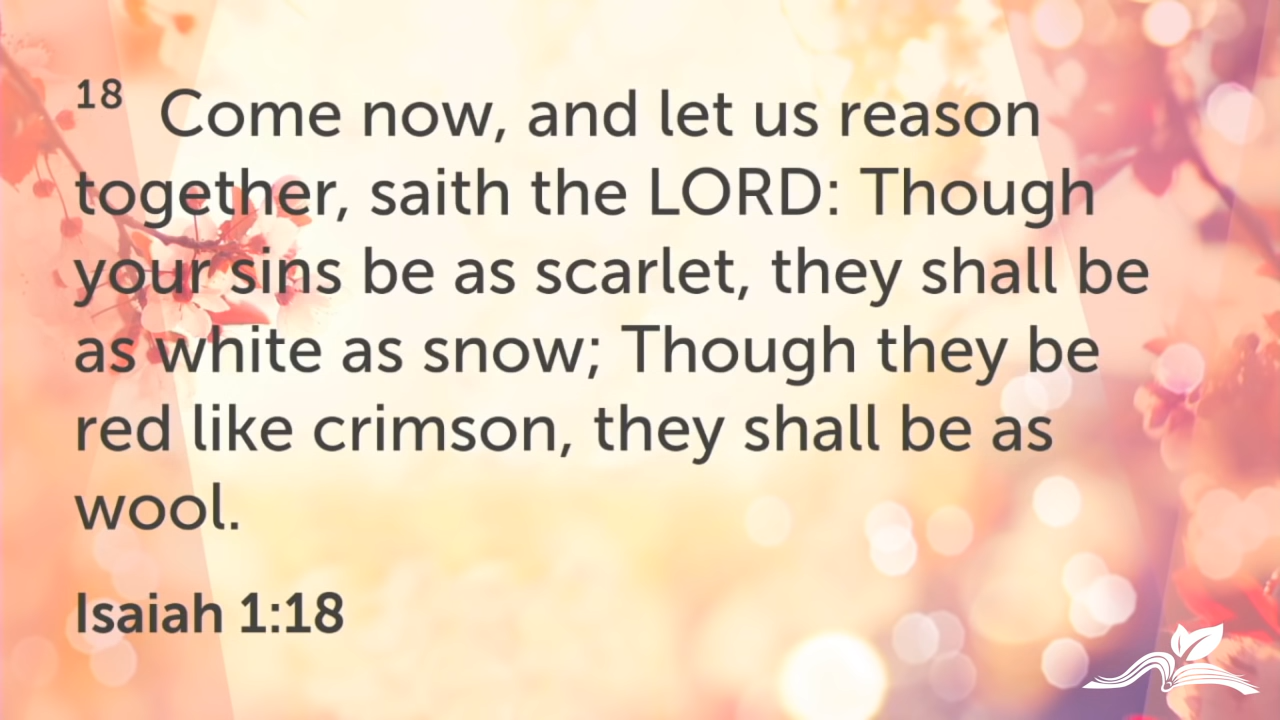 18 Come now, and let us reason
together, saith the LORD: Though
your sins be as scarlet, they shall be
as white as snow; Though they be
red like crimson, they shall be as
wool.
Isaiah 1:18